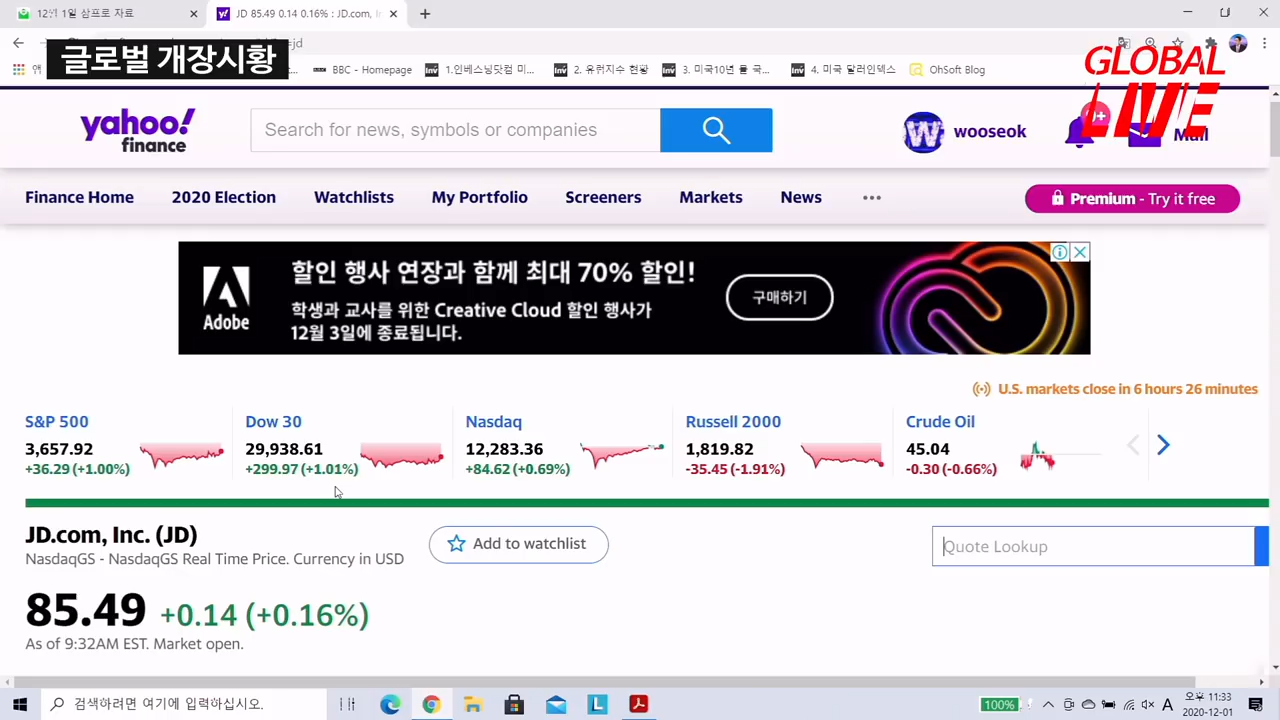 12월 1일 삼프로 자료
JD 85.49 0.14 0.16% : JD.com, I
글로벌 개장시황
=jd
BBC - Homepage
1.인베스팅닷컴 미...
2. 유럽지수 현황
3. 미국10년 물 국...
4. 미국 달러인덱스
OhSoft Blog
GLOBAL
LIVE
yahoo!
finance
Search for news, symbols or companies
wooseok
Mail
Finance Home
2020 Election
Watchlists
My Portfolio
Screeners
Markets
News
Premium - Try it free
Adobe
할인 행사 연장과 함께 최대 70% 할인!
학생과 교사를 위한 Creative Cloud 할인 행사가
12월 3일에 종료됩니다.
구매하기
U.S. markets close in 6 hours 26 minutes
S&P 500
3,657.92
+36.29 (+1.00%)
Dow 30
29,938.61
+299.97 (+1.01%)
Nasdaq
12,283.36
+84.62 (+0.69%)
Russell 2000
1,819.82
-35.45 (-1.91%)
Crude Oil
45.04
-0.30 (-0.66%)
JD.com, Inc. (JD)
NasdaqGS - NasdaqGS Real Time Price. Currency in USD
Add to watchlist
Quote Lookup
85.49 +0.14 (+0.16%)
As of 9:32AM EST. Market open.
검색하려면 여기에 입력하십시오.
100%
A
오후 11:33
2020-12-01